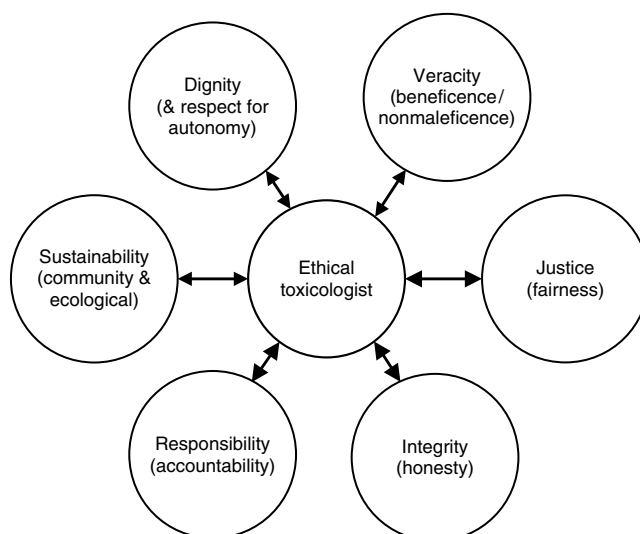 Dignity
(& respect for
autonomy)
Veracity
(beneficence/
nonmaleficence)
Sustainability
(community &
ecological)
Ethical
toxicologist
Justice
(fairness)
Responsibility
(accountability)
Integrity
(honesty)